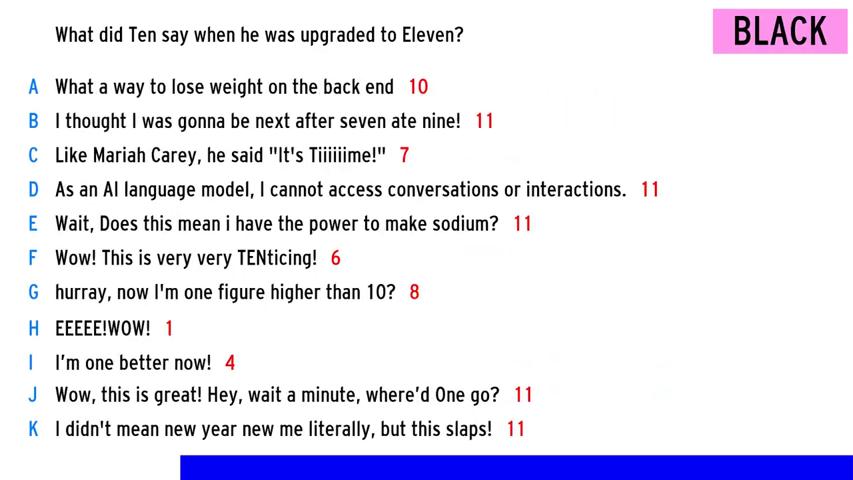 What did Ten say when he was upgraded to Eleven?
BLACK
A What a way to lose weight on the back end 10
B I thought I was gonna be next after seven ate nine! 11
C Like Mariah Carey, he said "It's Tiiiiiime!" 7
D As an AI language model, I cannot access conversations or interactions. 11
E Wait, Does this mean i have the power to make sodium? 11
F Wow! This is very very TENticing! 6
G hurray, now I'm one figure higher than 10? 8
H EEEEE!WOW! 1
I I’m one better now! 4
J Wow, this is great! Hey, wait a minute, where’d One go? 11
K I didn't mean new year new me literally, but this slaps! 11